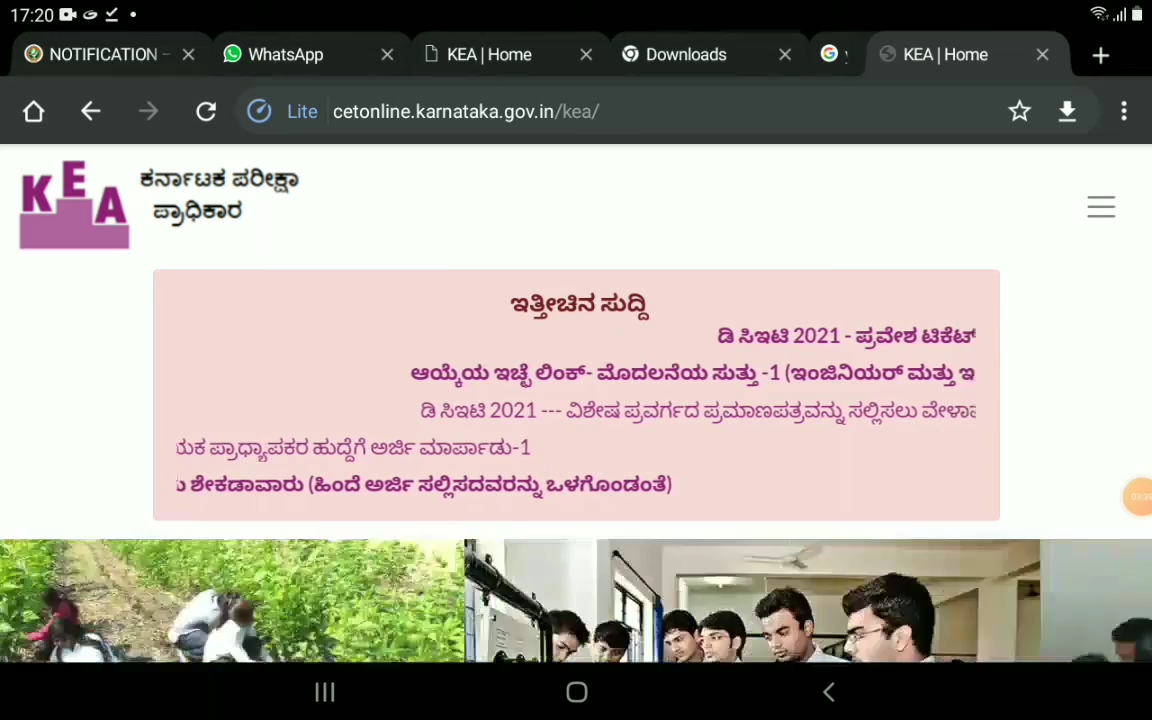 17:20
NOTIFICATION
WhatsApp
KEA | Home
Downloads
KEA | Home
Lite cetonline.karnataka.gov.in/kea/
KEA
ಕರ್ನಾಟಕ ಪರೀಕ್ಷಾ
ಪ್ರಾಧಿಕಾರ
ಇತ್ತೀಚಿನ ಸುದ್ದಿ
ಡಿ ಸಿಇಟಿ 2021 - ಪ್ರವೇಶ ಟಿಕೆಟ್
ಆಯ್ಕೆಯ ಇಚ್ಛೆ ಲಿಂಕ್- ಮೊದಲನೆಯ ಸುತ್ತು -1 (ಇಂಜಿನಿಯರ್ ಮತ್ತು ಇ
ಡಿ ಸಿಇಟಿ 2021 --- ವಿಶೇಷ ಪ್ರವರ್ಗದ ಪ್ರಮಾಣಪತ್ರವನ್ನು ಸಲ್ಲಿಸಲು
ಯಕ ಪ್ರಾಧ್ಯಾಪಕರ ಹುದ್ದೆಗೆ ಅರ್ಜಿ ಮಾರ್ಪಾಡು-1
ಶೇಕಡಾವಾರು (ಹಿಂದೆ ಅರ್ಜಿ ಸಲ್ಲಿಸದವರನ್ನು ಒಳಗೊಂಡಂತೆ)